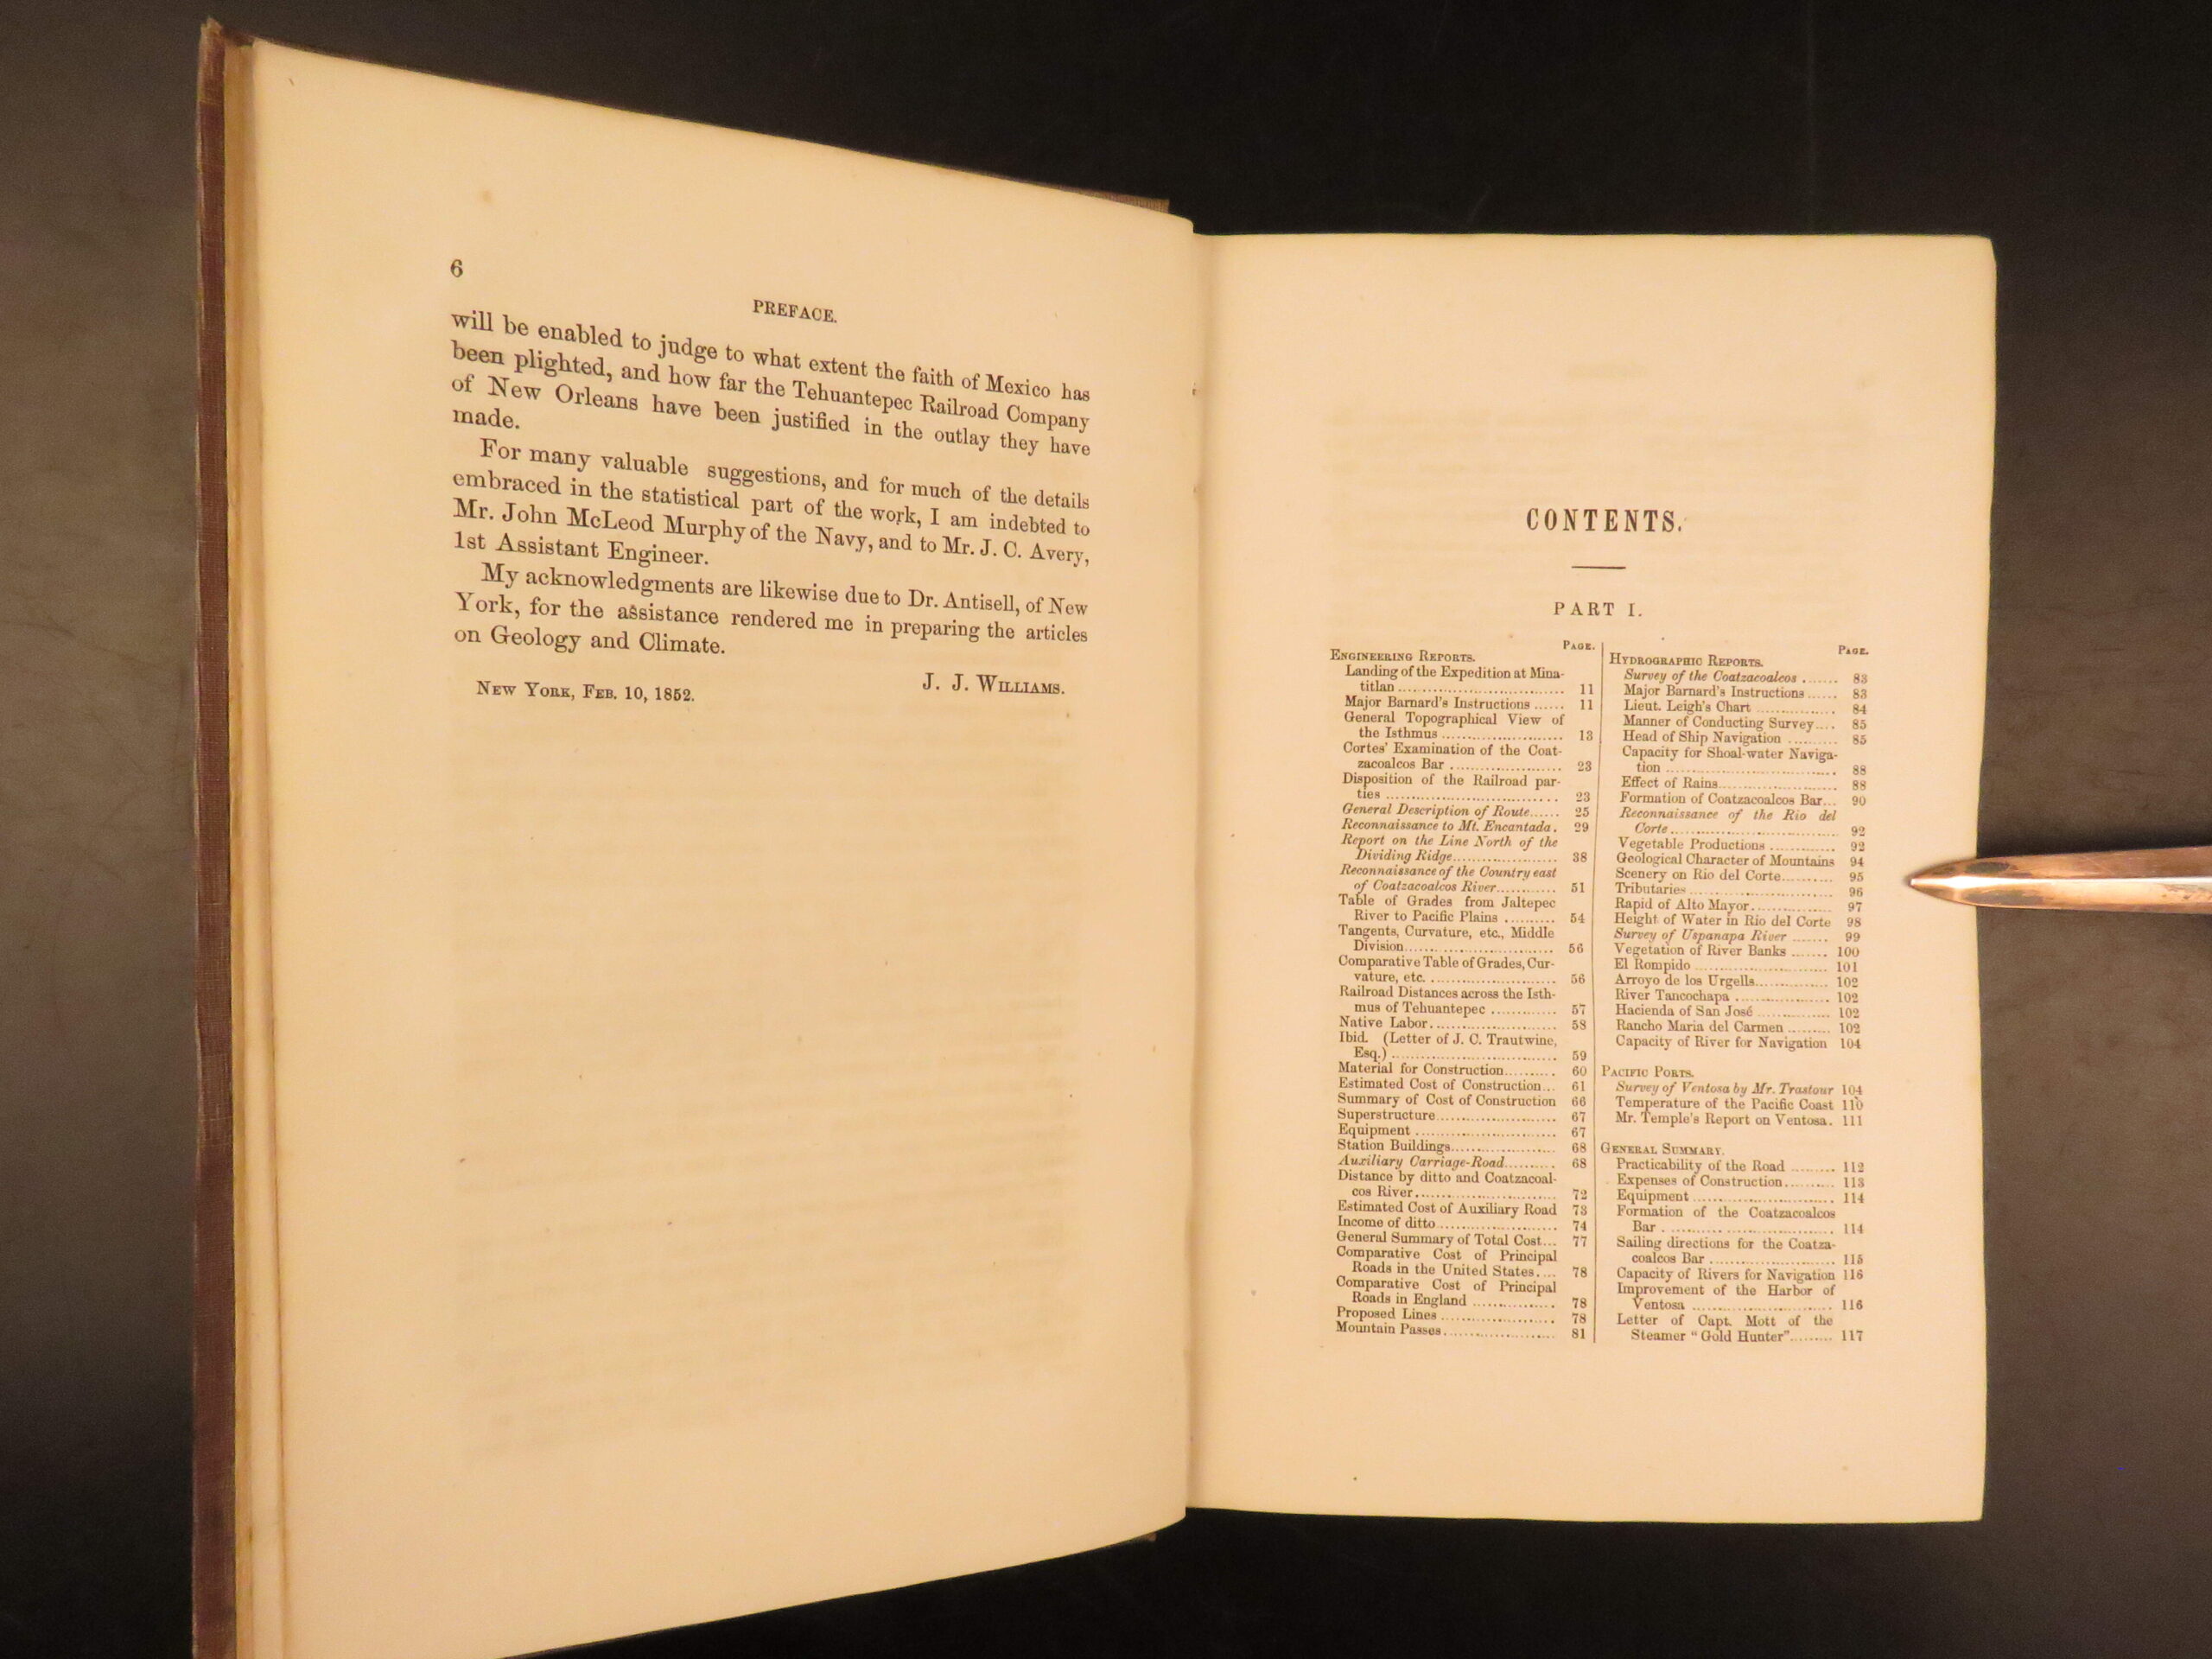 6
PREFACE.
will be enabled to judge to what extent the faith of Mexico has
been plighted, and how far the Tehuantepec Railroad Company
of New Orleans have been justified in the outlay they have
made.
For many valuable suggestions, and for much of the details
embraced in the statistical part of the work, I am indebted to
Mr. John McLeod Murphy of the Navy, and to Mr. J. C. Avery,
1st Assistant Engineer.
My acknowledgments are likewise due to Dr. Antisell, of New
York, for the assistance rendered me in preparing the articles
on Geology and Climate.
J. J. Williams.
New York, Feb. 10, 1852.
CONTENTS.
PART I.
Page.
Engineering Reports.
Landing of the Expedition at Mina-
titlan .............................. 11
Major Barnard's Instructions ...... 11
General Topographical View of
the Isthmus ...................... 13
Cortes' Examination of the Coat-
zacoalcos Bar .................... 23
Disposition of the Railroad par-
ties ............................... 23
General Description of Route...... 25
Reconnaissance to Mt. Encantada. 29
Report on the Line North of the
Dividing Ridge................... 38
Reconnaissance of the Country east
of Coatzacoalcos River........... 51
Table of Grades from Jaltepec
River to Pacific Plains .......... 54
Tangents, Curvature, etc., Middle
Division........................... 56
Comparative Table of Grades, Cur-
vature, etc. ....................... 56
Railroad Distances across the Isth-
mus of Tehuantepec ............ 57
Native Labor........................ 58
Ibid. (Letter of J. C. Trautwine,
Esq.) .............................. 59
Material for Construction.......... 60
Estimated Cost of Construction... 61
Summary of Cost of Construction 66
Superstructure...................... 67
Equipment .......................... 67
Station Buildings................... 68
Auxiliary Carriage-Road.......... 68
Distance by ditto and Coatzacoal-
cos River.......................... 72
Estimated Cost of Auxiliary Road 73
Income of ditto...................... 74
General Summary of Total Cost... 77
Comparative Cost of Principal
Roads in the United States.... 78
Comparative Cost of Principal
Roads in England ............... 78
Proposed Lines ..................... 78
Mountain Passes.................... 81
Page.
Hydrographic Reports.
Survey of the Coatzacoalcos ....... 83
Major Barnard's Instructions ...... 83
Lieut. Leigh's Chart ............... 84
Manner of Conducting Survey.... 85
Head of Ship Navigation .......... 85
Capacity for Shoal-water Naviga-
tion ................................ 88
Effect of Rains...................... 88
Formation of Coatzacoalcos Bar... 90
Reconnaissance of the Rio del
Corte............................... 92
Vegetable Productions ............. 92
Geological Character of Mountains 94
Scenery on Rio del Corte.......... 95
Tributaries .......................... 96
Rapid of Alto Mayor................ 97
Height of Water in Rio del Corte 98
Survey of Uspanapa River ....... 99
Vegetation of River Banks ....... 100
El Rompido ......................... 101
Arroyo de los Urgells.............. 102
River Tancochapa .................. 102
Hacienda of San José .............. 102
Rancho Maria del Carmen ......... 102
Capacity of River for Navigation 104
Pacific Ports.
Survey of Ventosa by Mr. Trastour 104
Temperature of the Pacific Coast 110
Mr. Temple's Report on Ventosa. 111
General Summary.
Practicability of the Road ......... 112
Expenses of Construction.......... 113
Equipment .......................... 114
Formation of the Coatzacoalcos
Bar ................................. 114
Sailing directions for the Coatza-
coalcos Bar ........................ 115
Capacity of Rivers for Navigation 116
Improvement of the Harbor of
Ventosa ........................... 116
Letter of Capt. Mott of the
Steamer "Gold Hunter"......... 117